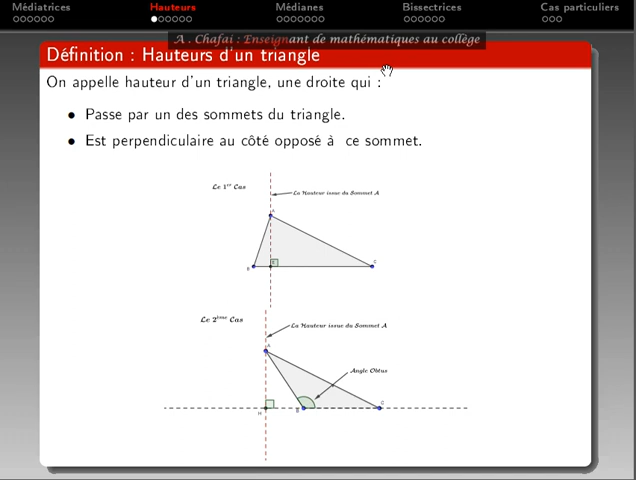 Médiatrices
Hauteurs
Médianes
Bissectrices
Cas particuliers
A . Chafai : Enseignant de mathématiques au collège
Définition : Hauteurs d'un triangle
On appelle hauteur d'un triangle, une droite qui :
• Passe par un des sommets du triangle.
• Est perpendiculaire au côté opposé à ce sommet.
Le 1er Cas
La Hauteur issue du Sommet A
A
B
C
Le 2ème Cas
La Hauteur issue du Sommet A
A
Angle Obtus
H
B
C